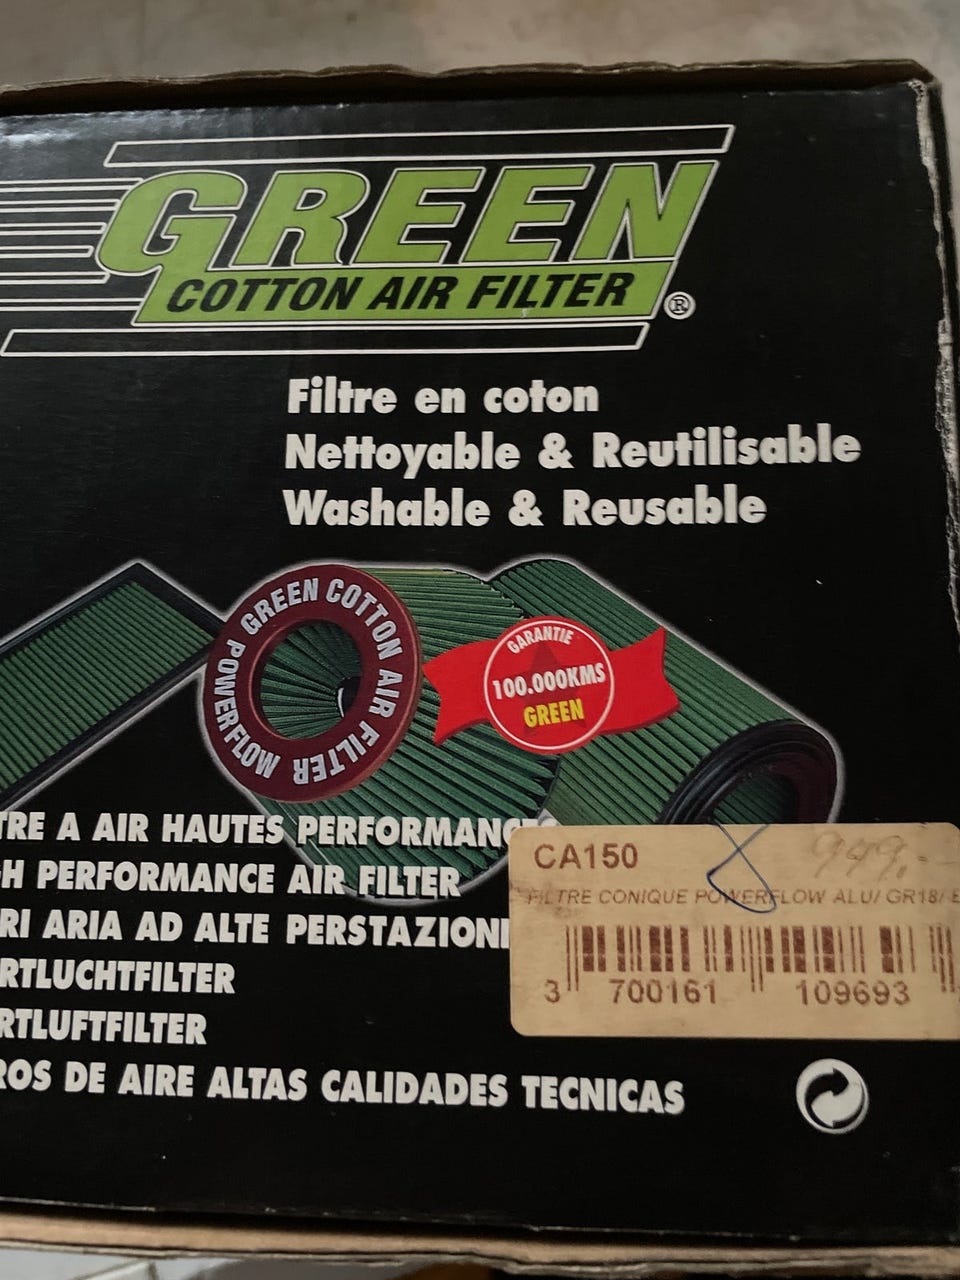 GREEN
COTTON AIR FILTER ®
Filtre en coton
Nettoyable & Reutilisable
Washable & Reusable
GREEN COTTON AIR FILTER
POWERFLOW
GARANTIE
100.000KMS
GREEN
TRE A AIR HAUTES PERFORMANCES
H PERFORMANCE AIR FILTER
RI ARIA AD ALTE PERSTAZIONI
RTLUCHTFILTER
RTLUFTFILTER
ROS DE AIRE ALTAS CALIDADES TECNICAS
CA150
949,-
FILTRE CONIQUE POWERFLOW ALU/ GR18/ E
3 700161 109693